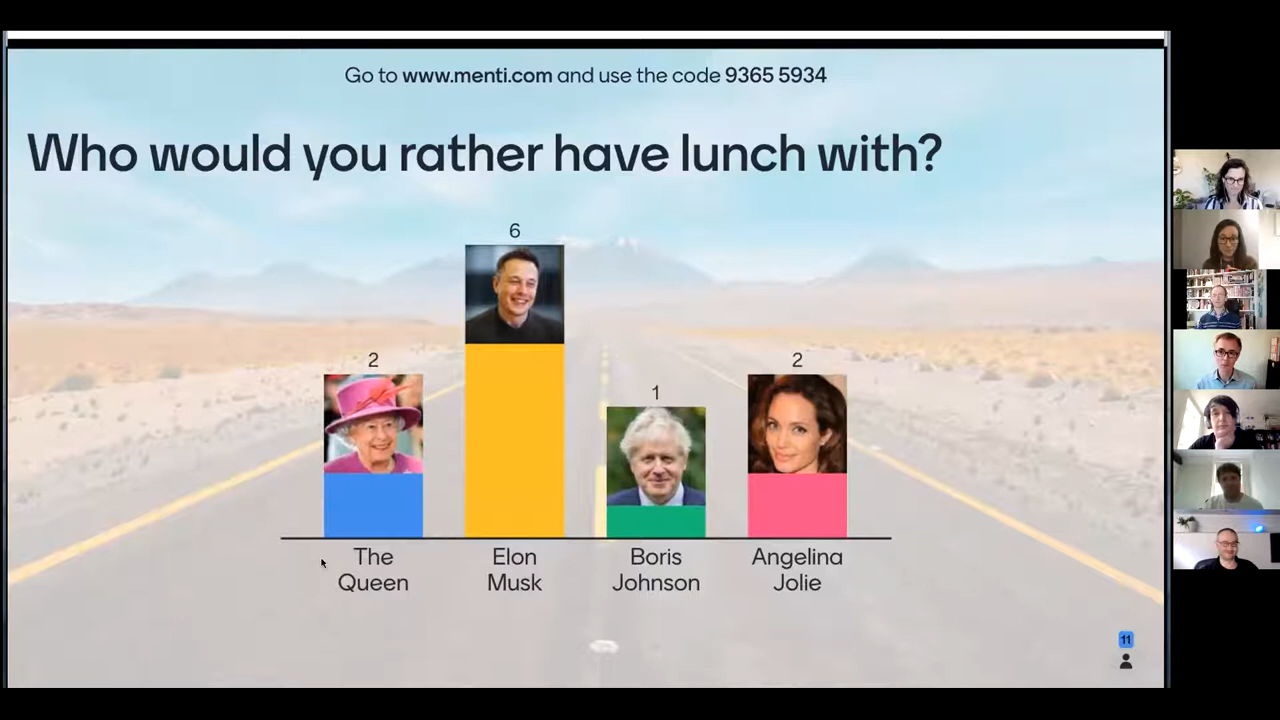 Go to www.menti.com and use the code 9365 5934
Who would you rather have lunch with?
2
6
1
2
The Queen
Elon Musk
Boris Johnson
Angelina Jolie
11